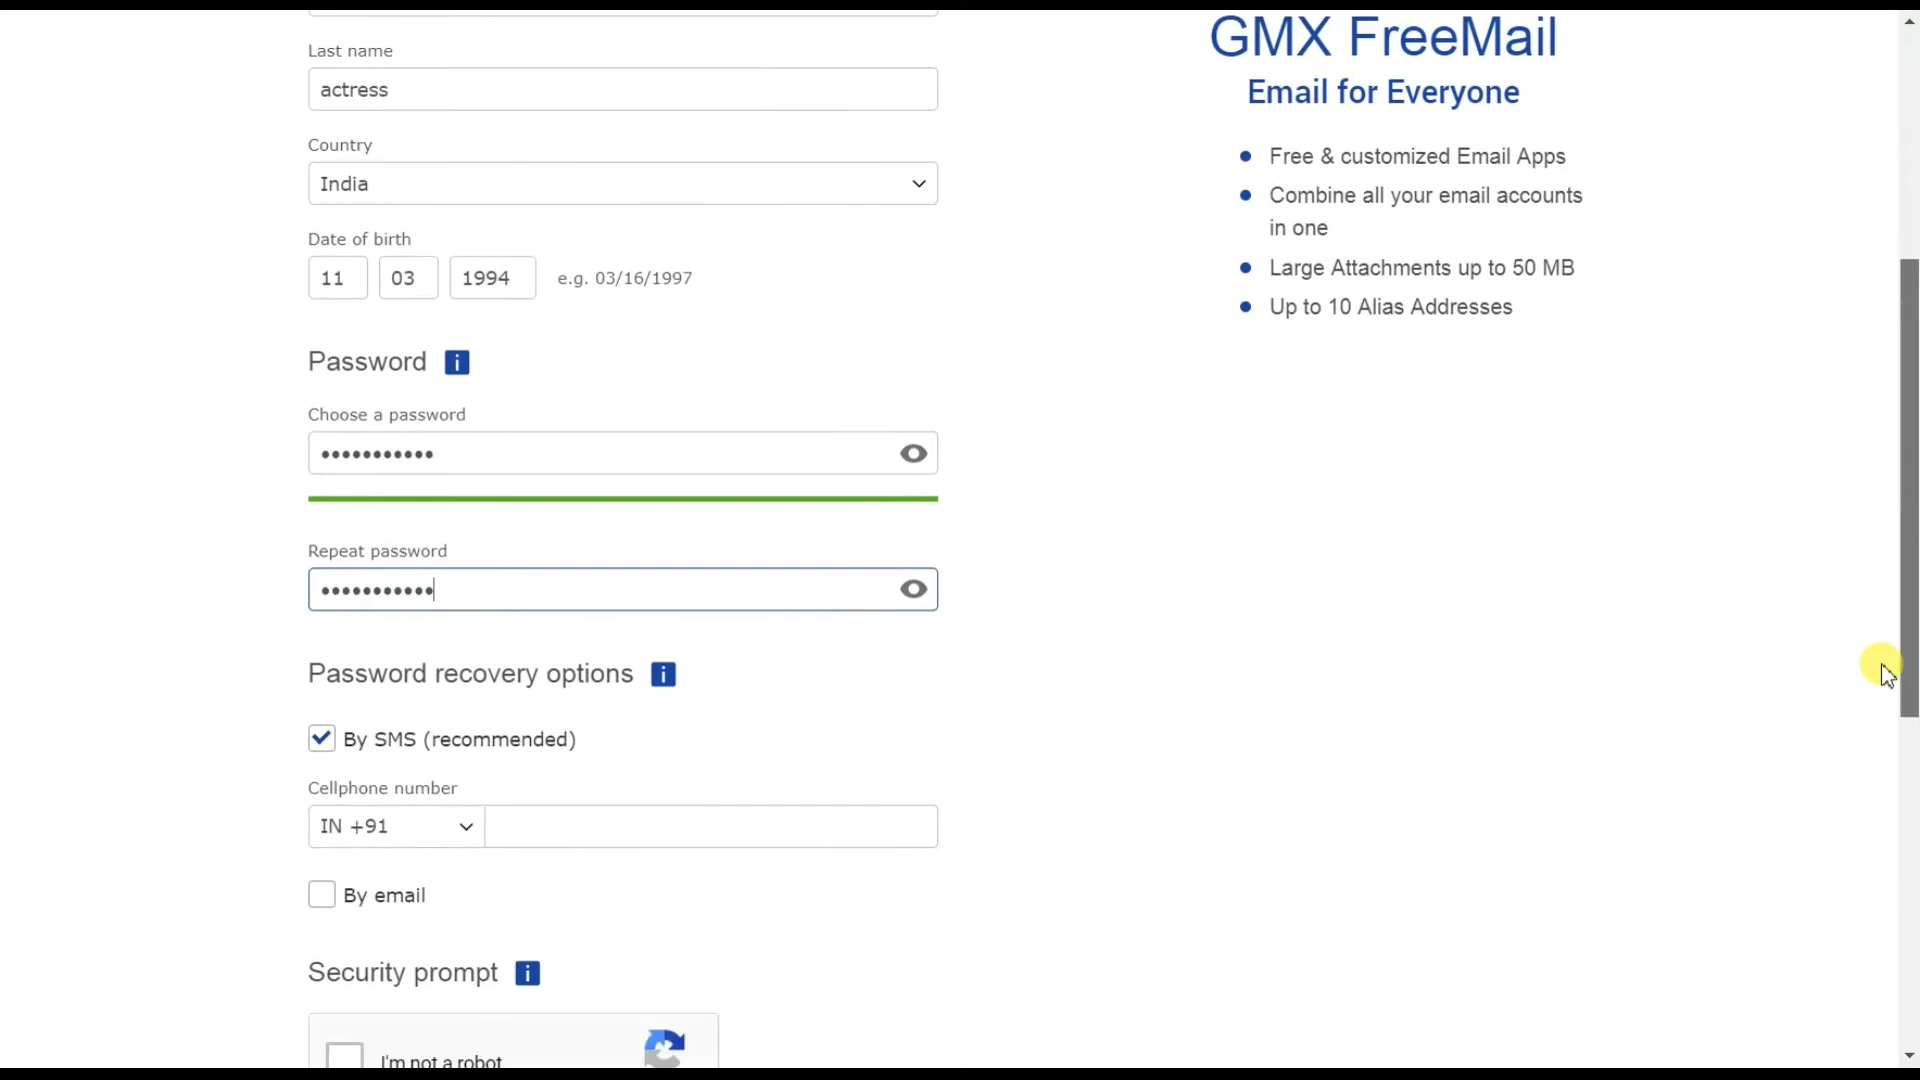 Last name
actress
Country
India
Date of birth
11 03 1994 e.g. 03/16/1997
Password i
Choose a password
•••••••••••
Repeat password
•••••••••••
Password recovery options i
By SMS (recommended)
Cellphone number
IN +91
By email
Security prompt i
I'm not a robot
GMX FreeMail
Email for Everyone
• Free & customized Email Apps
• Combine all your email accounts
in one
• Large Attachments up to 50 MB
• Up to 10 Alias Addresses